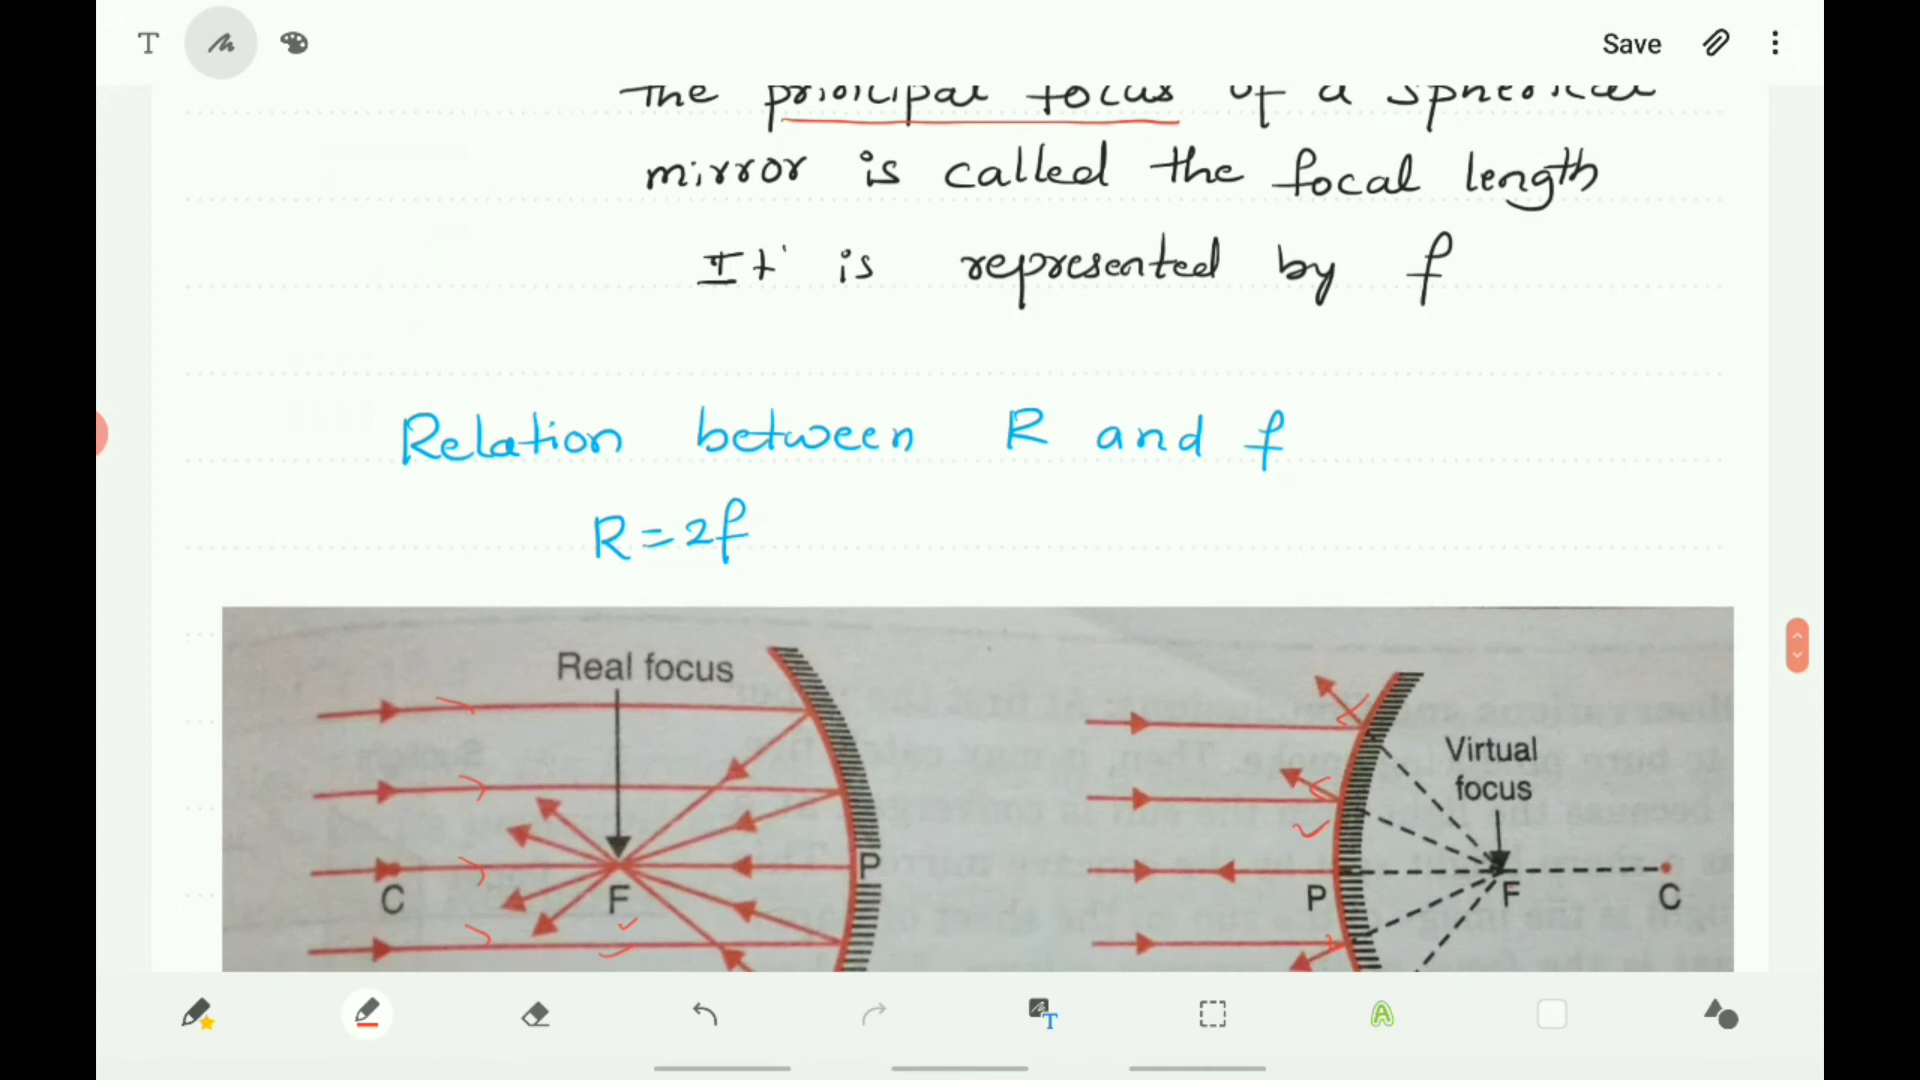 T
Save
The principal focus of a spherical
mirror is called the focal length
It is represented by f
Relation between R and f
R=2f
Real focus
Virtual
focus
P
C
F
P
F
C